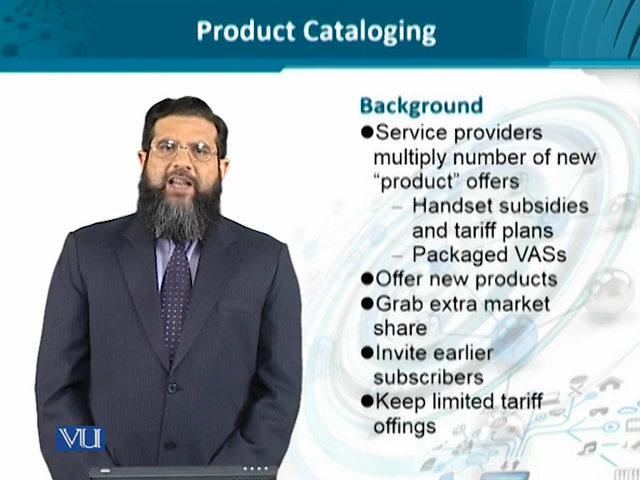 Product Cataloging
Background
●Service providers
multiply number of new
“product” offers
– Handset subsidies
and tariff plans
– Packaged VASs
●Offer new products
●Grab extra market
share
●Invite earlier
subscribers
●Keep limited tariff
offings
VU